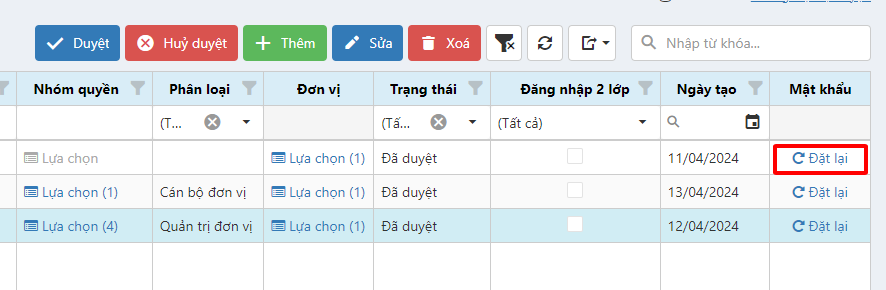 Duyệt Huỷ duyệt Thêm Sửa Xoá Nhập từ khóa...
Nhóm quyền Phân loại Đơn vị Trạng thái Đăng nhập 2 lớp Ngày tạo Mật khẩu
(T... (Tấ... (Tất cả)
Lựa chọn Lựa chọn (1) Đã duyệt 11/04/2024 Đặt lại
Lựa chọn (1) Cán bộ đơn vị Lựa chọn (1) Đã duyệt 13/04/2024 Đặt lại
Lựa chọn (4) Quản trị đơn vị Lựa chọn (1) Đã duyệt 12/04/2024 Đặt lại